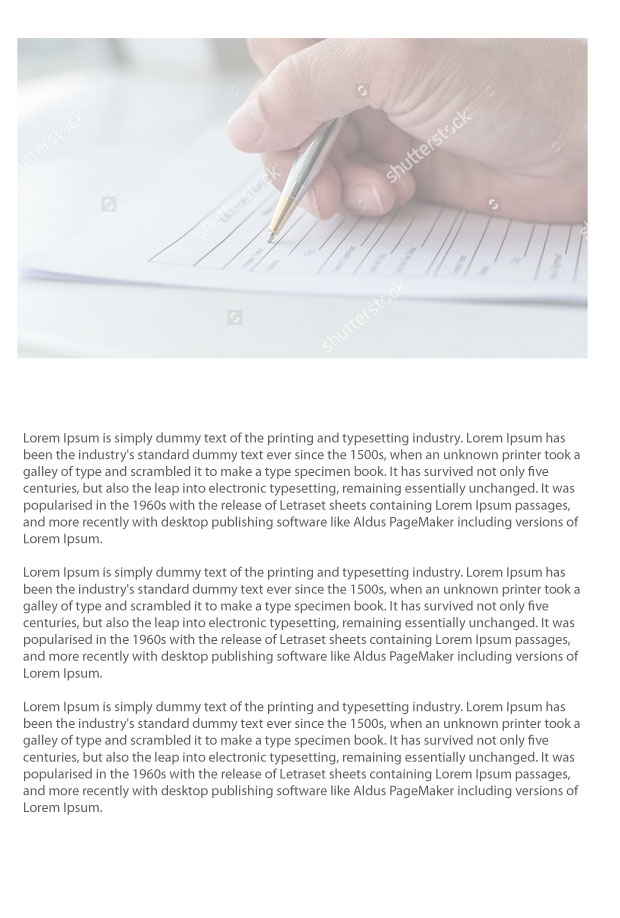 shutterstock
shutterstock
shutterstock
shutterstock
Lorem Ipsum is simply dummy text of the printing and typesetting industry. Lorem Ipsum has
been the industry's standard dummy text ever since the 1500s, when an unknown printer took a
galley of type and scrambled it to make a type specimen book. It has survived not only five
centuries, but also the leap into electronic typesetting, remaining essentially unchanged. It was
popularised in the 1960s with the release of Letraset sheets containing Lorem Ipsum passages,
and more recently with desktop publishing software like Aldus PageMaker including versions of
Lorem Ipsum.
Lorem Ipsum is simply dummy text of the printing and typesetting industry. Lorem Ipsum has
been the industry's standard dummy text ever since the 1500s, when an unknown printer took a
galley of type and scrambled it to make a type specimen book. It has survived not only five
centuries, but also the leap into electronic typesetting, remaining essentially unchanged. It was
popularised in the 1960s with the release of Letraset sheets containing Lorem Ipsum passages,
and more recently with desktop publishing software like Aldus PageMaker including versions of
Lorem Ipsum.
Lorem Ipsum is simply dummy text of the printing and typesetting industry. Lorem Ipsum has
been the industry's standard dummy text ever since the 1500s, when an unknown printer took a
galley of type and scrambled it to make a type specimen book. It has survived not only five
centuries, but also the leap into electronic typesetting, remaining essentially unchanged. It was
popularised in the 1960s with the release of Letraset sheets containing Lorem Ipsum passages,
and more recently with desktop publishing software like Aldus PageMaker including versions of
Lorem Ipsum.